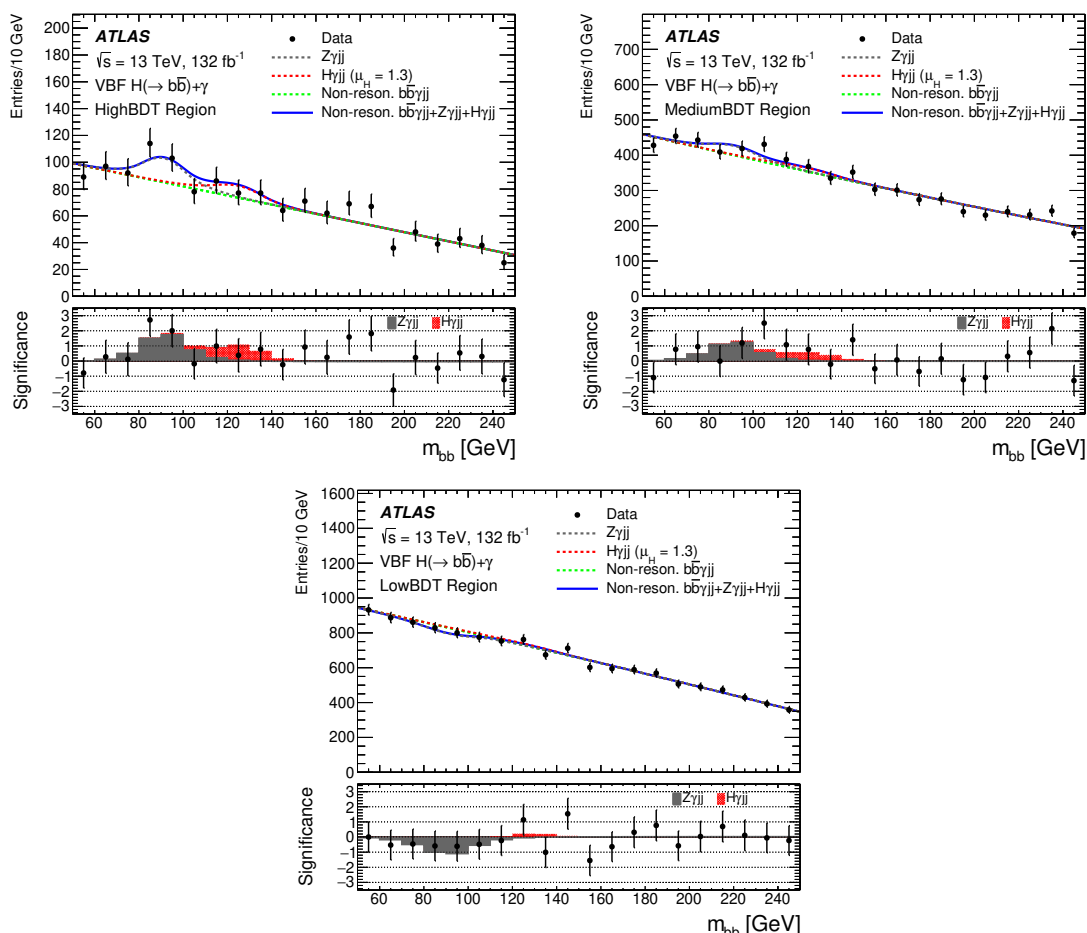 Entries/10 GeV
200
180
160
140
120
100
80
60
40
20
0
ATLAS
√s = 13 TeV, 132 fb⁻¹
VBF H(→ bb̅)+γ
HighBDT Region
Data
Zγjj
Hγjj (μ_H = 1.3)
Non-reson. bb̅γjj
Non-reson. bb̅γjj+Zγjj+Hγjj
Significance
3
2
1
0
−1
−2
−3
Zγjj Hγjj
60 80 100 120 140 160 180 200 220 240
m_bb [GeV]
Entries/10 GeV
700
600
500
400
300
200
100
0
ATLAS
√s = 13 TeV, 132 fb⁻¹
VBF H(→ bb̅)+γ
MediumBDT Region
Data
Zγjj
Hγjj (μ_H = 1.3)
Non-reson. bb̅γjj
Non-reson. bb̅γjj+Zγjj+Hγjj
Significance
3
2
1
0
−1
−2
−3
Zγjj Hγjj
60 80 100 120 140 160 180 200 220 240
m_bb [GeV]
Entries/10 GeV
1600
1400
1200
1000
800
600
400
200
0
ATLAS
√s = 13 TeV, 132 fb⁻¹
VBF H(→ bb̅)+γ
LowBDT Region
Data
Zγjj
Hγjj (μ_H = 1.3)
Non-reson. bb̅γjj
Non-reson. bb̅γjj+Zγjj+Hγjj
Significance
3
2
1
0
−1
−2
−3
Zγjj Hγjj
60 80 100 120 140 160 180 200 220 240
m_bb [GeV]